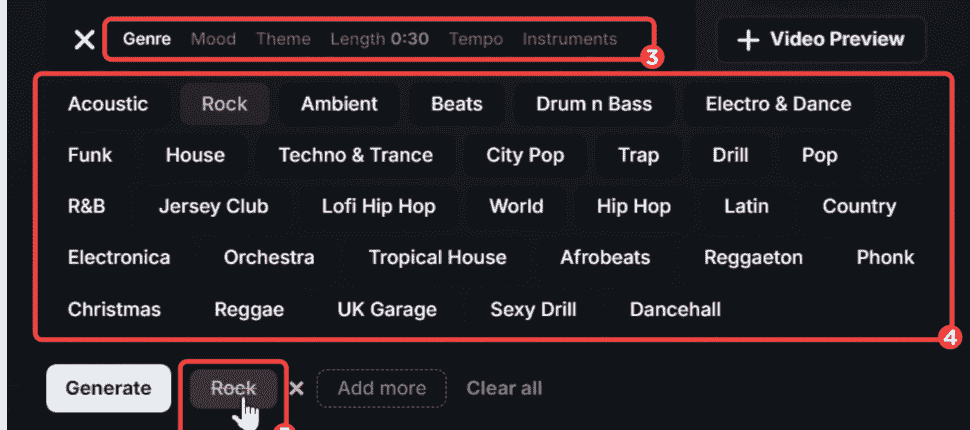 Genre Mood Theme Length 0:30 Tempo Instruments + Video Preview
3
Acoustic Rock Ambient Beats Drum n Bass Electro & Dance
Funk House Techno & Trance City Pop Trap Drill Pop
R&B Jersey Club Lofi Hip Hop World Hip Hop Latin Country
Electronica Orchestra Tropical House Afrobeats Reggaeton Phonk
Christmas Reggae UK Garage Sexy Drill Dancehall
4
Generate Rock × Add more Clear all